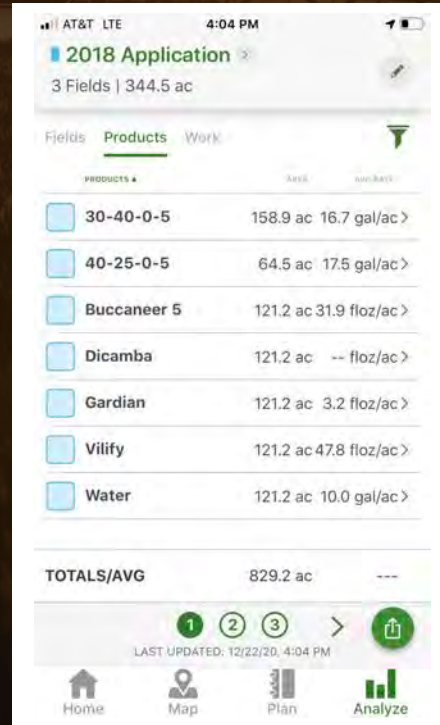 AT&T LTE 4:04 PM
2018 Application >
3 Fields | 344.5 ac
Fields Products Work
PRODUCTS ▲ AREA AVG RATE
30-40-0-5 158.9 ac 16.7 gal/ac >
40-25-0-5 64.5 ac 17.5 gal/ac >
Buccaneer 5 121.2 ac 31.9 floz/ac >
Dicamba 121.2 ac -- floz/ac >
Gardian 121.2 ac 3.2 floz/ac >
Vilify 121.2 ac 47.8 floz/ac >
Water 121.2 ac 10.0 gal/ac >
TOTALS/AVG 829.2 ac ---
1 2 3 >
LAST UPDATED: 12/22/20, 4:04 PM
Home Map Plan Analyze